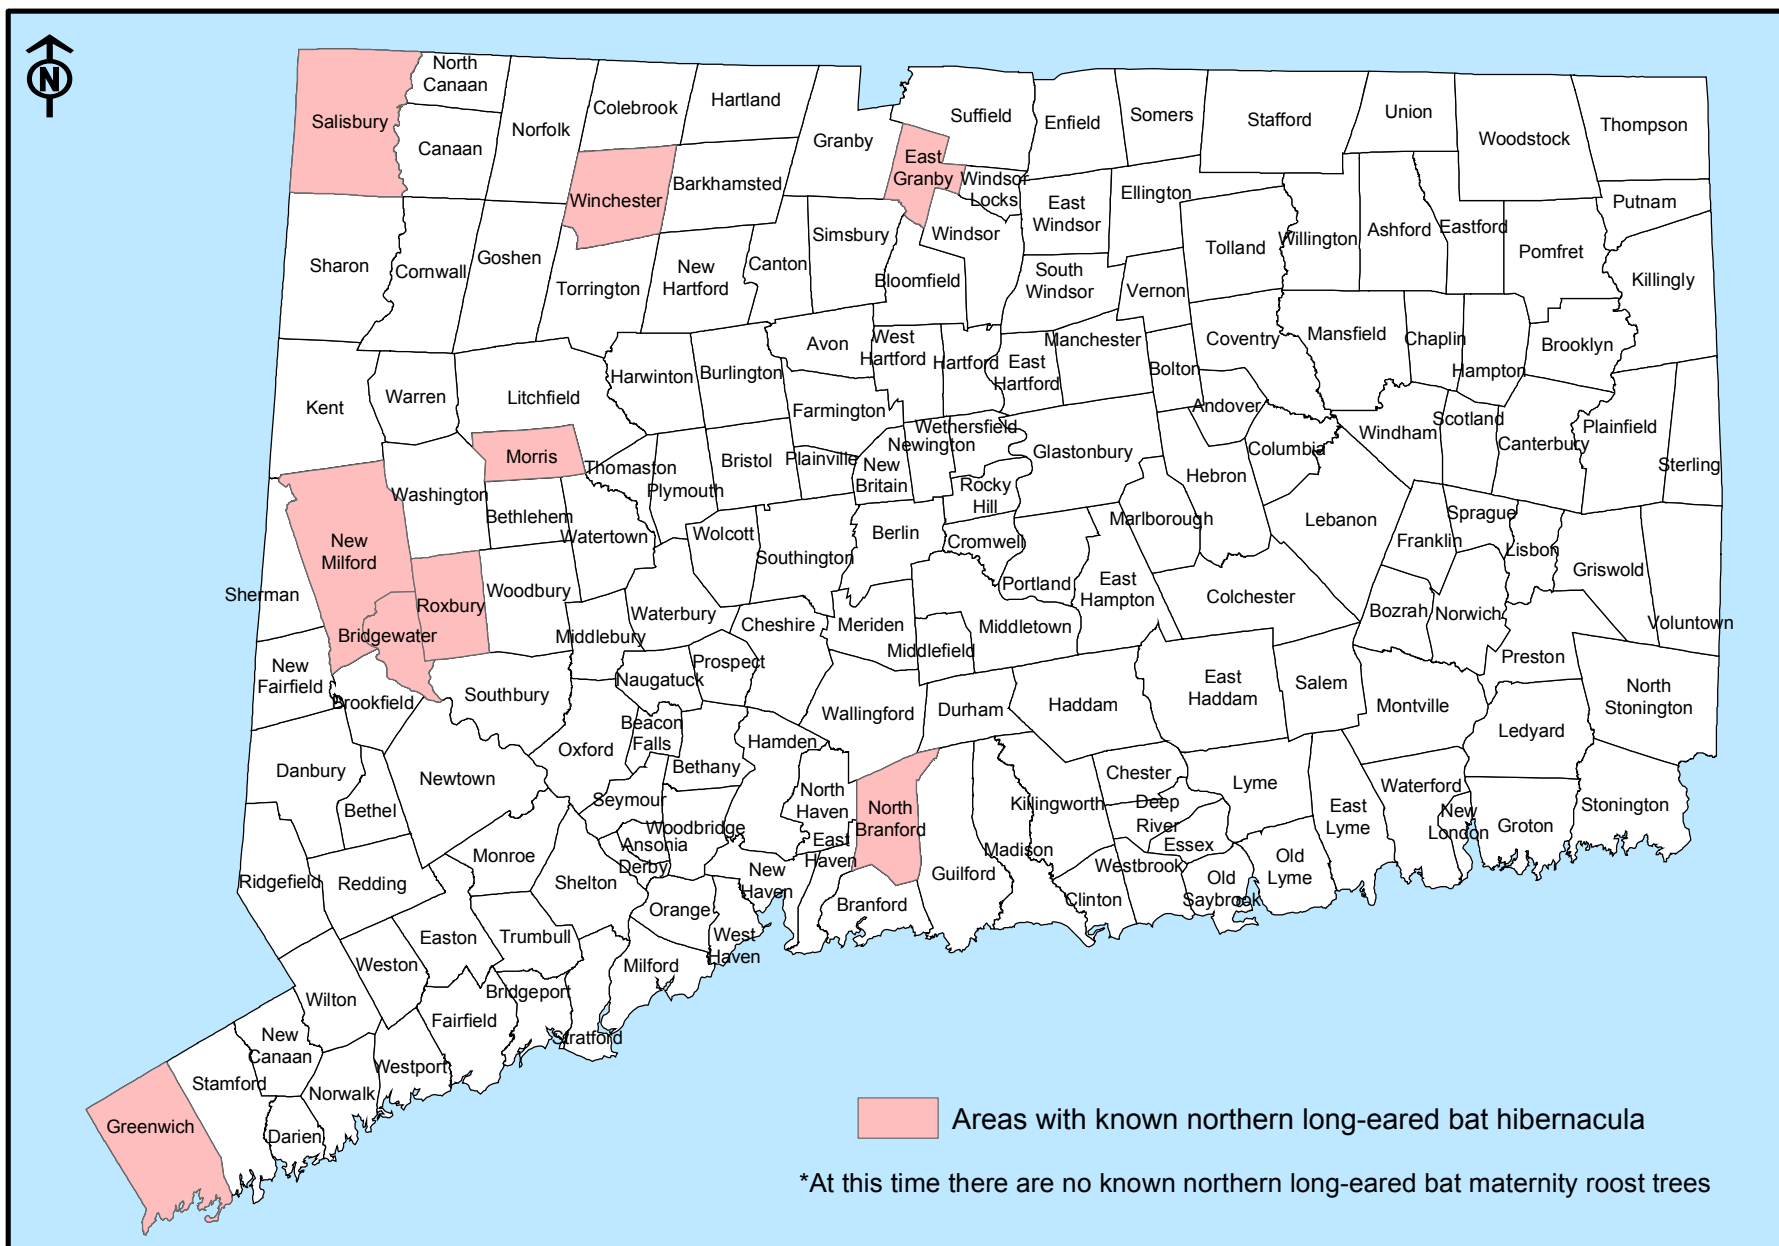 N
North
Canaan
Salisbury
Canaan
Norfolk
Colebrook
Hartland
Granby
Suffield
Enfield
Somers
Stafford
Union
Woodstock
Thompson
East
Granby
Windsor
Locks
Winchester
Barkhamsted
East
Windsor
Ellington
Putnam
Sharon
Cornwall
Goshen
Torrington
New
Hartford
Canton
Simsbury
Bloomfield
Windsor
South
Windsor
Vernon
Tolland
Willington
Ashford
Eastford
Pomfret
Killingly
Kent
Warren
Litchfield
Harwinton
Burlington
Avon
West
Hartford
Hartford
East
Hartford
Manchester
Bolton
Coventry
Mansfield
Chaplin
Hampton
Brooklyn
Farmington
Andover
Columbia
Windham
Scotland
Canterbury
Plainfield
Sterling
Morris
Thomaston
Plymouth
Bristol
Plainville
New
Britain
Newington
Wethersfield
Rocky
Hill
Glastonbury
Hebron
Marlborough
Lebanon
Franklin
Sprague
Lisbon
Griswold
Voluntown
Washington
Bethlehem
Watertown
Wolcott
Southington
Berlin
Cromwell
Portland
East
Hampton
Colchester
Bozrah
Norwich
Preston
New
Milford
Sherman
Bridgewater
Roxbury
Woodbury
Middlebury
Waterbury
Cheshire
Meriden
Middlefield
Middletown
New
Fairfield
Brookfield
Southbury
Naugatuck
Prospect
Wallingford
Durham
Haddam
East
Haddam
Salem
Montville
Ledyard
North
Stonington
Danbury
Bethel
Newtown
Oxford
Beacon
Falls
Bethany
Hamden
North
Haven
North
Branford
Seymour
Woodbridge
Ansonia
Derby
East
Haven
New
Haven
Guilford
Madison
Killingworth
Chester
Deep
River
Essex
Westbrook
Clinton
Old
Saybrook
Lyme
Old
Lyme
East
Lyme
Waterford
New
London
Groton
Stonington
Ridgefield
Redding
Monroe
Shelton
Orange
West
Haven
Branford
Easton
Trumbull
Milford
Weston
Wilton
Bridgeport
Stratford
Fairfield
Westport
New
Canaan
Norwalk
Stamford
Darien
Greenwich
Areas with known northern long-eared bat hibernacula
*At this time there are no known northern long-eared bat maternity roost trees